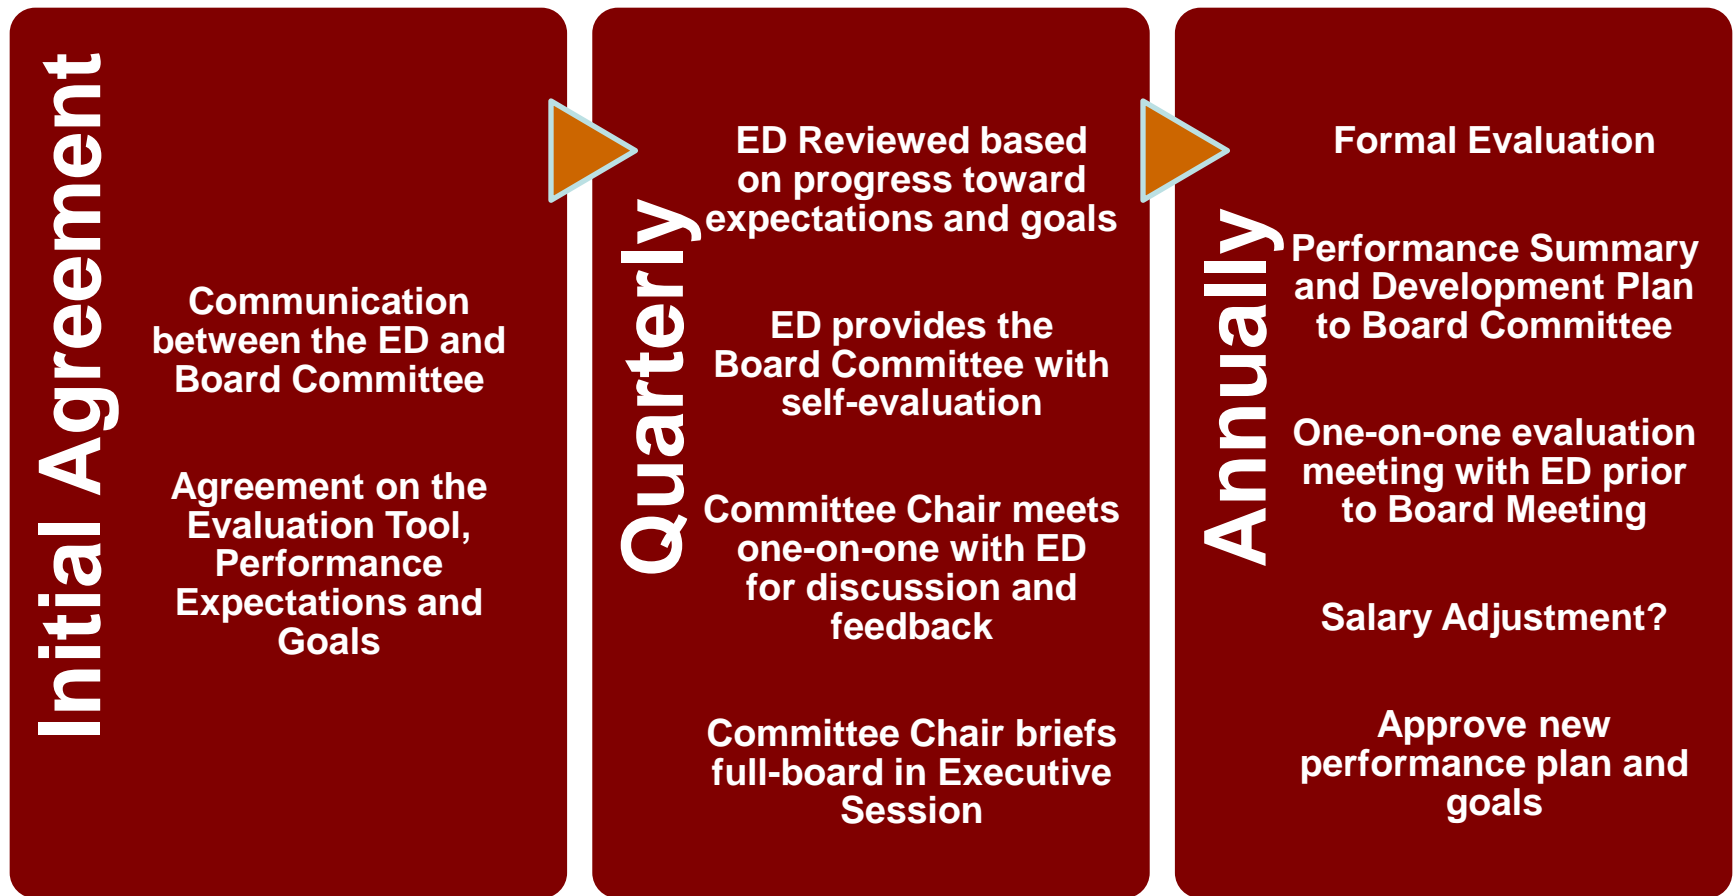 Initial Agreement
Communication
between the ED and
Board Committee
Agreement on the
Evaluation Tool,
Performance
Expectations and
Goals
Quarterly
ED Reviewed based
on progress toward
expectations and goals
ED provides the
Board Committee with
self-evaluation
Committee Chair meets
one-on-one with ED
for discussion and
feedback
Committee Chair briefs
full-board in Executive
Session
Annually
Formal Evaluation
Performance Summary
and Development Plan
to Board Committee
One-on-one evaluation
meeting with ED prior
to Board Meeting
Salary Adjustment?
Approve new
performance plan and
goals